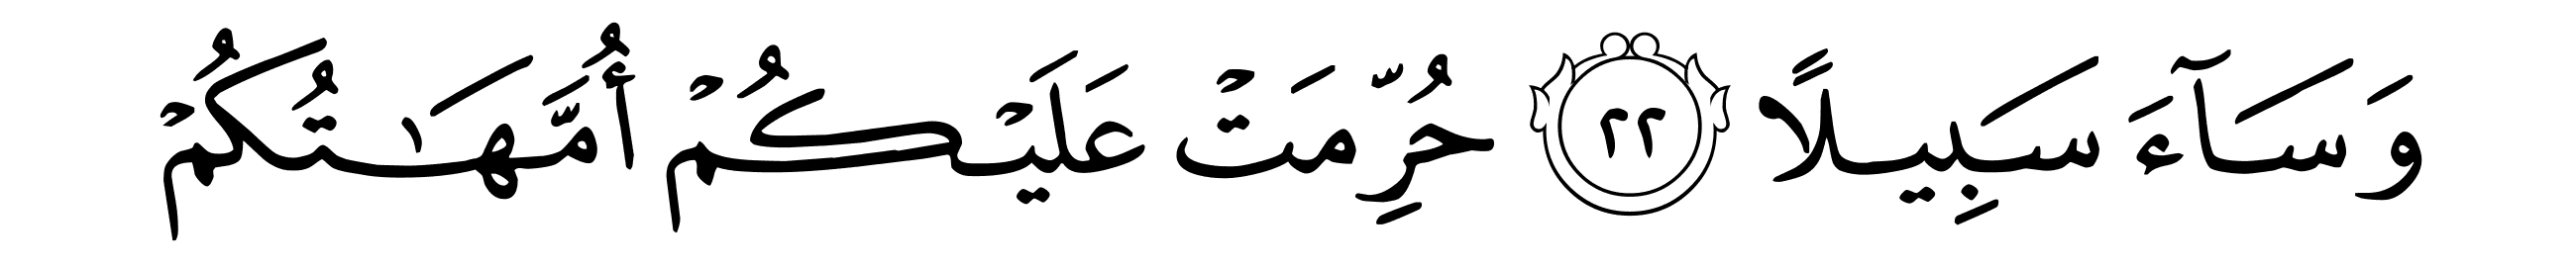 وَسَآءَ سَبِيلًا ٢٢ حُرِّمَتْ عَلَيْكُمْ أُمَّهَـٰتُكُمْ